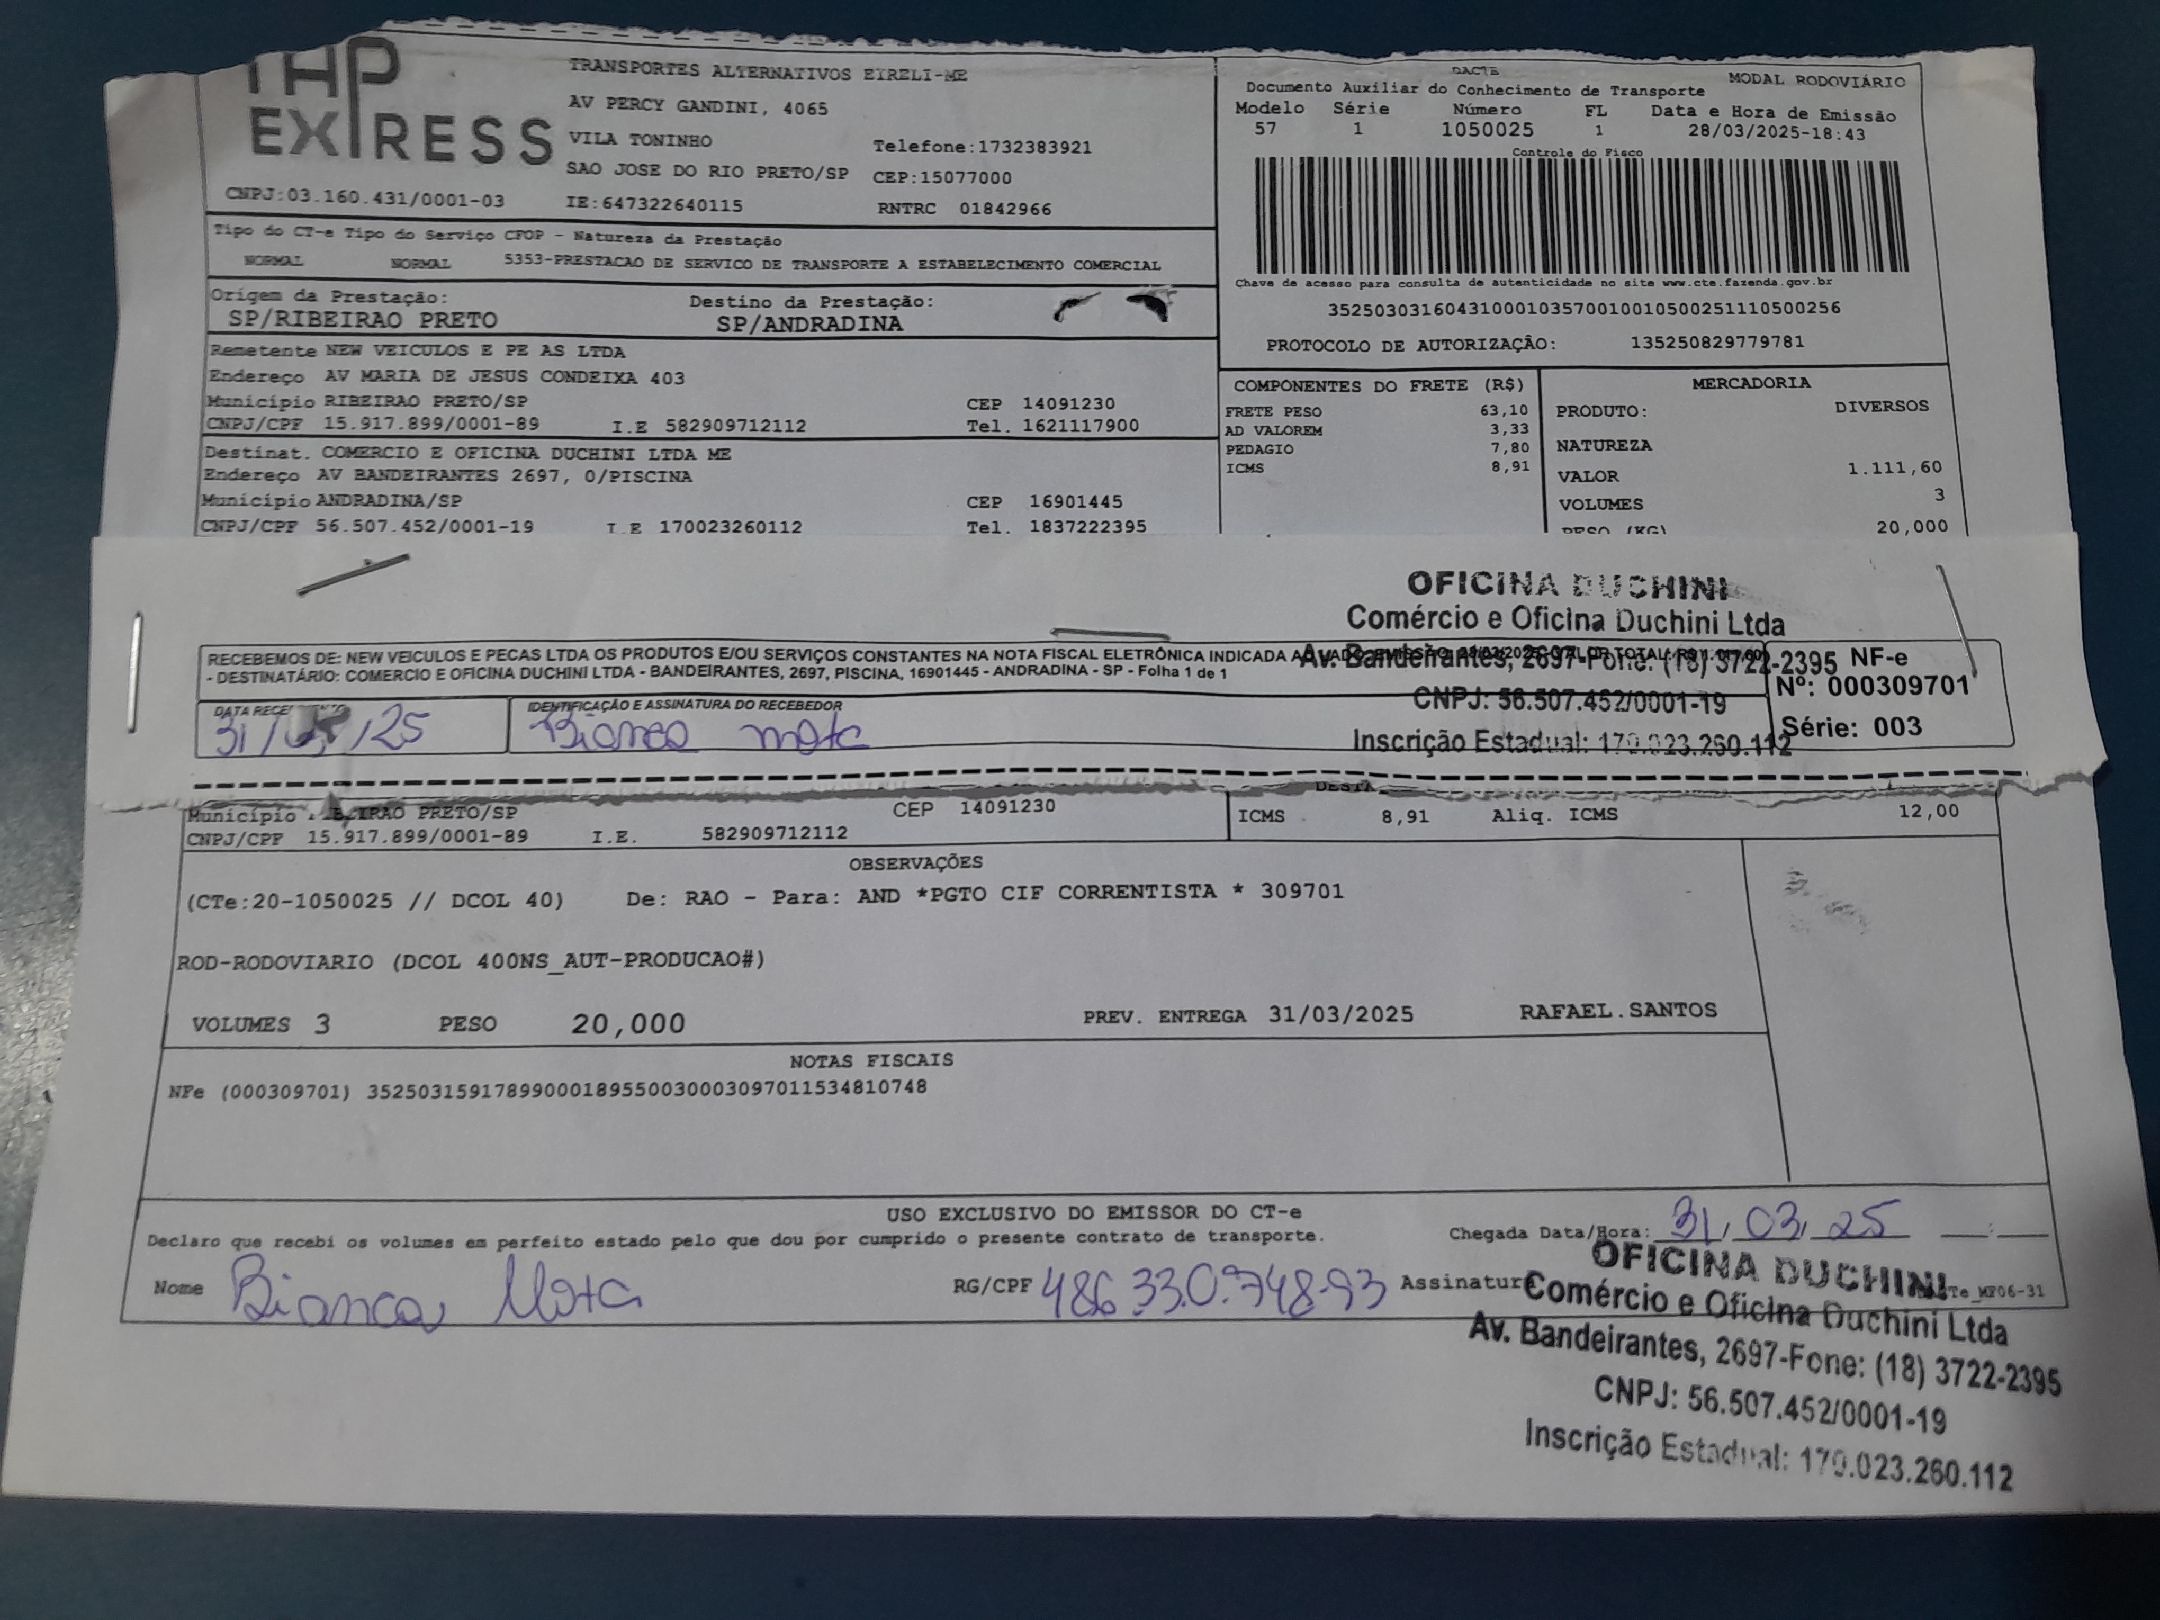 THP
EXPRESS
TRANSPORTES ALTERNATIVOS EIRELI-ME
AV PERCY GANDINI, 4065
VILA TONINHO
Telefone:1732383921
SAO JOSE DO RIO PRETO/SP CEP:15077000
CNPJ:03.160.431/0001-03 IE:647322640115 RNTRC 01842966
DACTE MODAL RODOVIÁRIO
Documento Auxiliar do Conhecimento de Transporte
Modelo Série Número FL Data e Hora de Emissão
57 1 1050025 1 28/03/2025-18:43
Controle do Fisco
Chave de acesso para consulta de autenticidade no site www.cte.fazenda.gov.br
35250303160431000103570010010500251110500256
PROTOCOLO DE AUTORIZAÇÃO: 135250829779781
Tipo do CT-e Tipo do Serviço CFOP - Natureza da Prestação
NORMAL NORMAL 5353-PRESTACAO DE SERVICO DE TRANSPORTE A ESTABELECIMENTO COMERCIAL
Origem da Prestação: Destino da Prestação:
SP/RIBEIRAO PRETO SP/ANDRADINA
Remetente NEW VEICULOS E PE AS LTDA
Endereço AV MARIA DE JESUS CONDEIXA 403
Município RIBEIRAO PRETO/SP CEP 14091230
CNPJ/CPF 15.917.899/0001-89 I.E 582909712112 Tel. 1621117900
Destinat. COMERCIO E OFICINA DUCHINI LTDA ME
Endereço AV BANDEIRANTES 2697, 0/PISCINA
Município ANDRADINA/SP CEP 16901445
CNPJ/CPF 56.507.452/0001-19 I.E 170023260112 Tel. 1837222395
COMPONENTES DO FRETE (R$)
FRETE PESO 63,10
AD VALOREM 3,33
PEDAGIO 7,80
ICMS 8,91
MERCADORIA
PRODUTO: DIVERSOS
NATUREZA
VALOR 1.111,60
VOLUMES 3
PESO (KG) 20,000
OFICINA DUCHINI
Comércio e Oficina Duchini Ltda
Av. Bandeirantes, 2697-Fone: (18) 3722-2395
CNPJ: 56.507.452/0001-19
Inscrição Estadual: 170.023.260.112
RECEBEMOS DE: NEW VEICULOS E PECAS LTDA OS PRODUTOS E/OU SERVIÇOS CONSTANTES NA NOTA FISCAL ELETRÔNICA INDICADA
- DESTINATÁRIO: COMERCIO E OFICINA DUCHINI LTDA - BANDEIRANTES, 2697, PISCINA, 16901445 - ANDRADINA - SP - Folha 1 de 1
NF-e
Nº: 000309701
Série: 003
DATA IDENTIFICAÇÃO E ASSINATURA DO RECEBEDOR
31/ /25 Bianca mota
DESTA
Município PRETO/SP CEP 14091230
CNPJ/CPF 15.917.899/0001-89 I.E. 582909712112
ICMS 8,91 Aliq. ICMS 12,00
OBSERVAÇÕES
(CTe:20-1050025 // DCOL 40) De: RAO - Para: AND *PGTO CIF CORRENTISTA * 309701
ROD-RODOVIARIO (DCOL 400NS_AUT-PRODUCAO#)
VOLUMES 3 PESO 20,000 PREV. ENTREGA 31/03/2025 RAFAEL.SANTOS
NOTAS FISCAIS
NFe (000309701) 35250315917899000189550030003097011534810748
USO EXCLUSIVO DO EMISSOR DO CT-e
Declaro que recebi os volumes em perfeito estado pelo que dou por cumprido o presente contrato de transporte.
Chegada Data/Hora: 31/03/25
Nome Bianca Mota RG/CPF 486.330.748-93 Assinatura
OFICINA DUCHINI
Comércio e Oficina Duchini Ltda
Av. Bandeirantes, 2697-Fone: (18) 3722-2395
CNPJ: 56.507.452/0001-19
Inscrição Estadual: 170.023.260.112